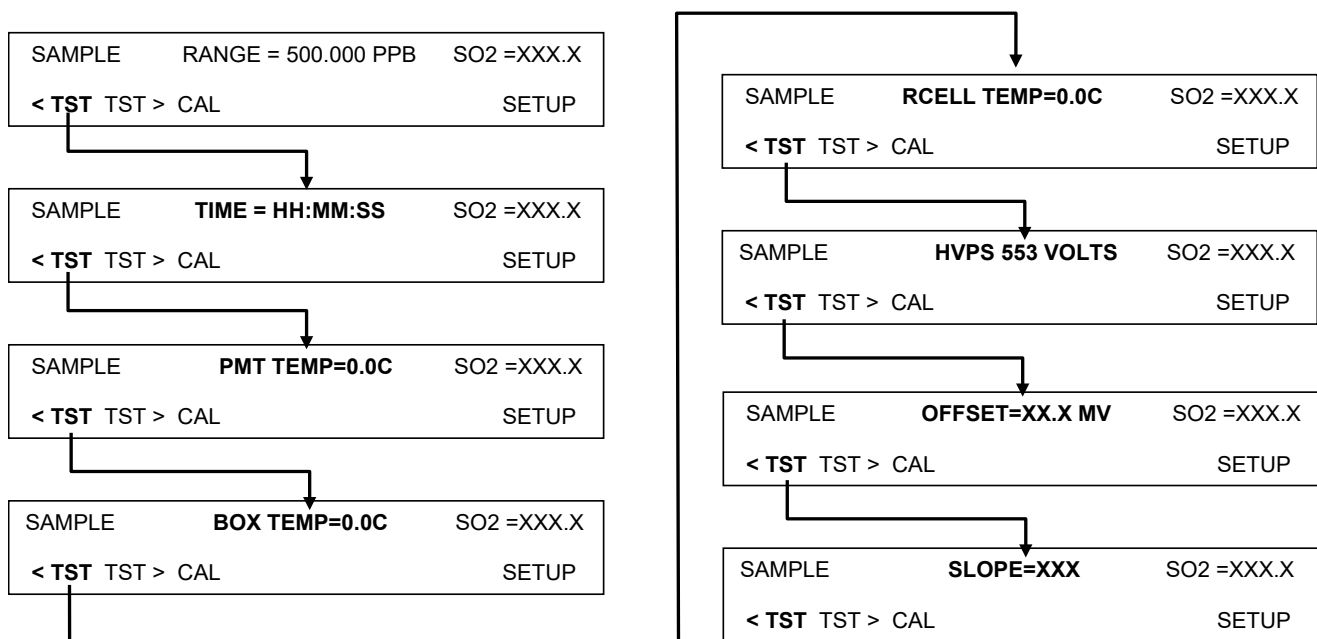 SAMPLE RANGE = 500.000 PPB SO2 =XXX.X
< TST TST > CAL SETUP
SAMPLE TIME = HH:MM:SS SO2 =XXX.X
< TST TST > CAL SETUP
SAMPLE PMT TEMP=0.0C SO2 =XXX.X
< TST TST > CAL SETUP
SAMPLE BOX TEMP=0.0C SO2 =XXX.X
< TST TST > CAL SETUP
SAMPLE RCELL TEMP=0.0C SO2 =XXX.X
< TST TST > CAL SETUP
SAMPLE HVPS 553 VOLTS SO2 =XXX.X
< TST TST > CAL SETUP
SAMPLE OFFSET=XX.X MV SO2 =XXX.X
< TST TST > CAL SETUP
SAMPLE SLOPE=XXX SO2 =XXX.X
< TST TST > CAL SETUP